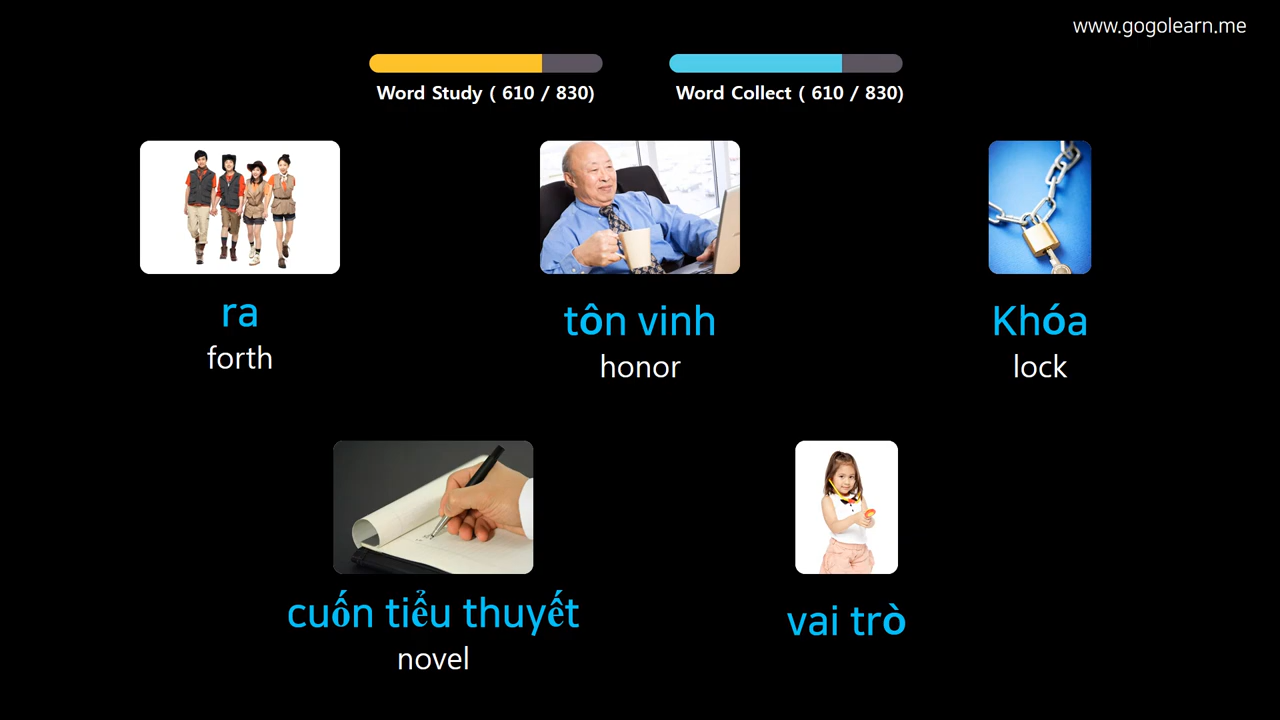 www.gogolearn.me
Word Study ( 610 / 830)
Word Collect ( 610 / 830)
ra
forth
tôn vinh
honor
Khóa
lock
cuốn tiểu thuyết
novel
vai trò